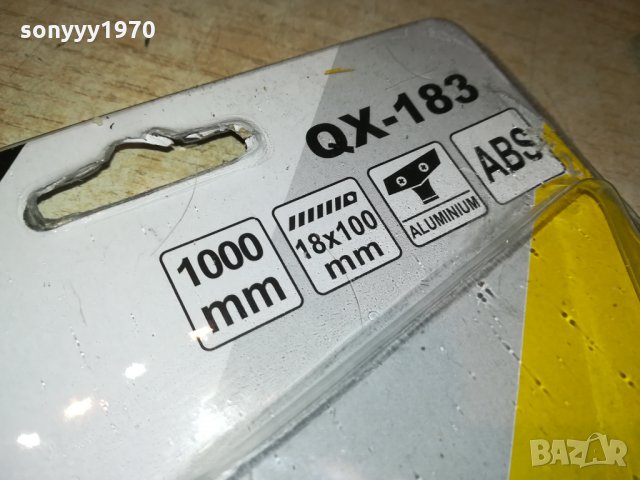 sonyyy1970
QX-183
1000
mm
18x100
mm
ALUMINIUM
ABS
BAZAR